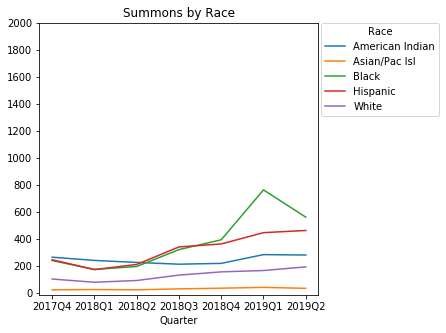 Summons by Race
2000
1800
1600
1400
1200
1000
800
600
400
200
0
2017Q4 2018Q1 2018Q2 2018Q3 2018Q4 2019Q1 2019Q2
Quarter
Race
American Indian
Asian/Pac Isl
Black
Hispanic
White